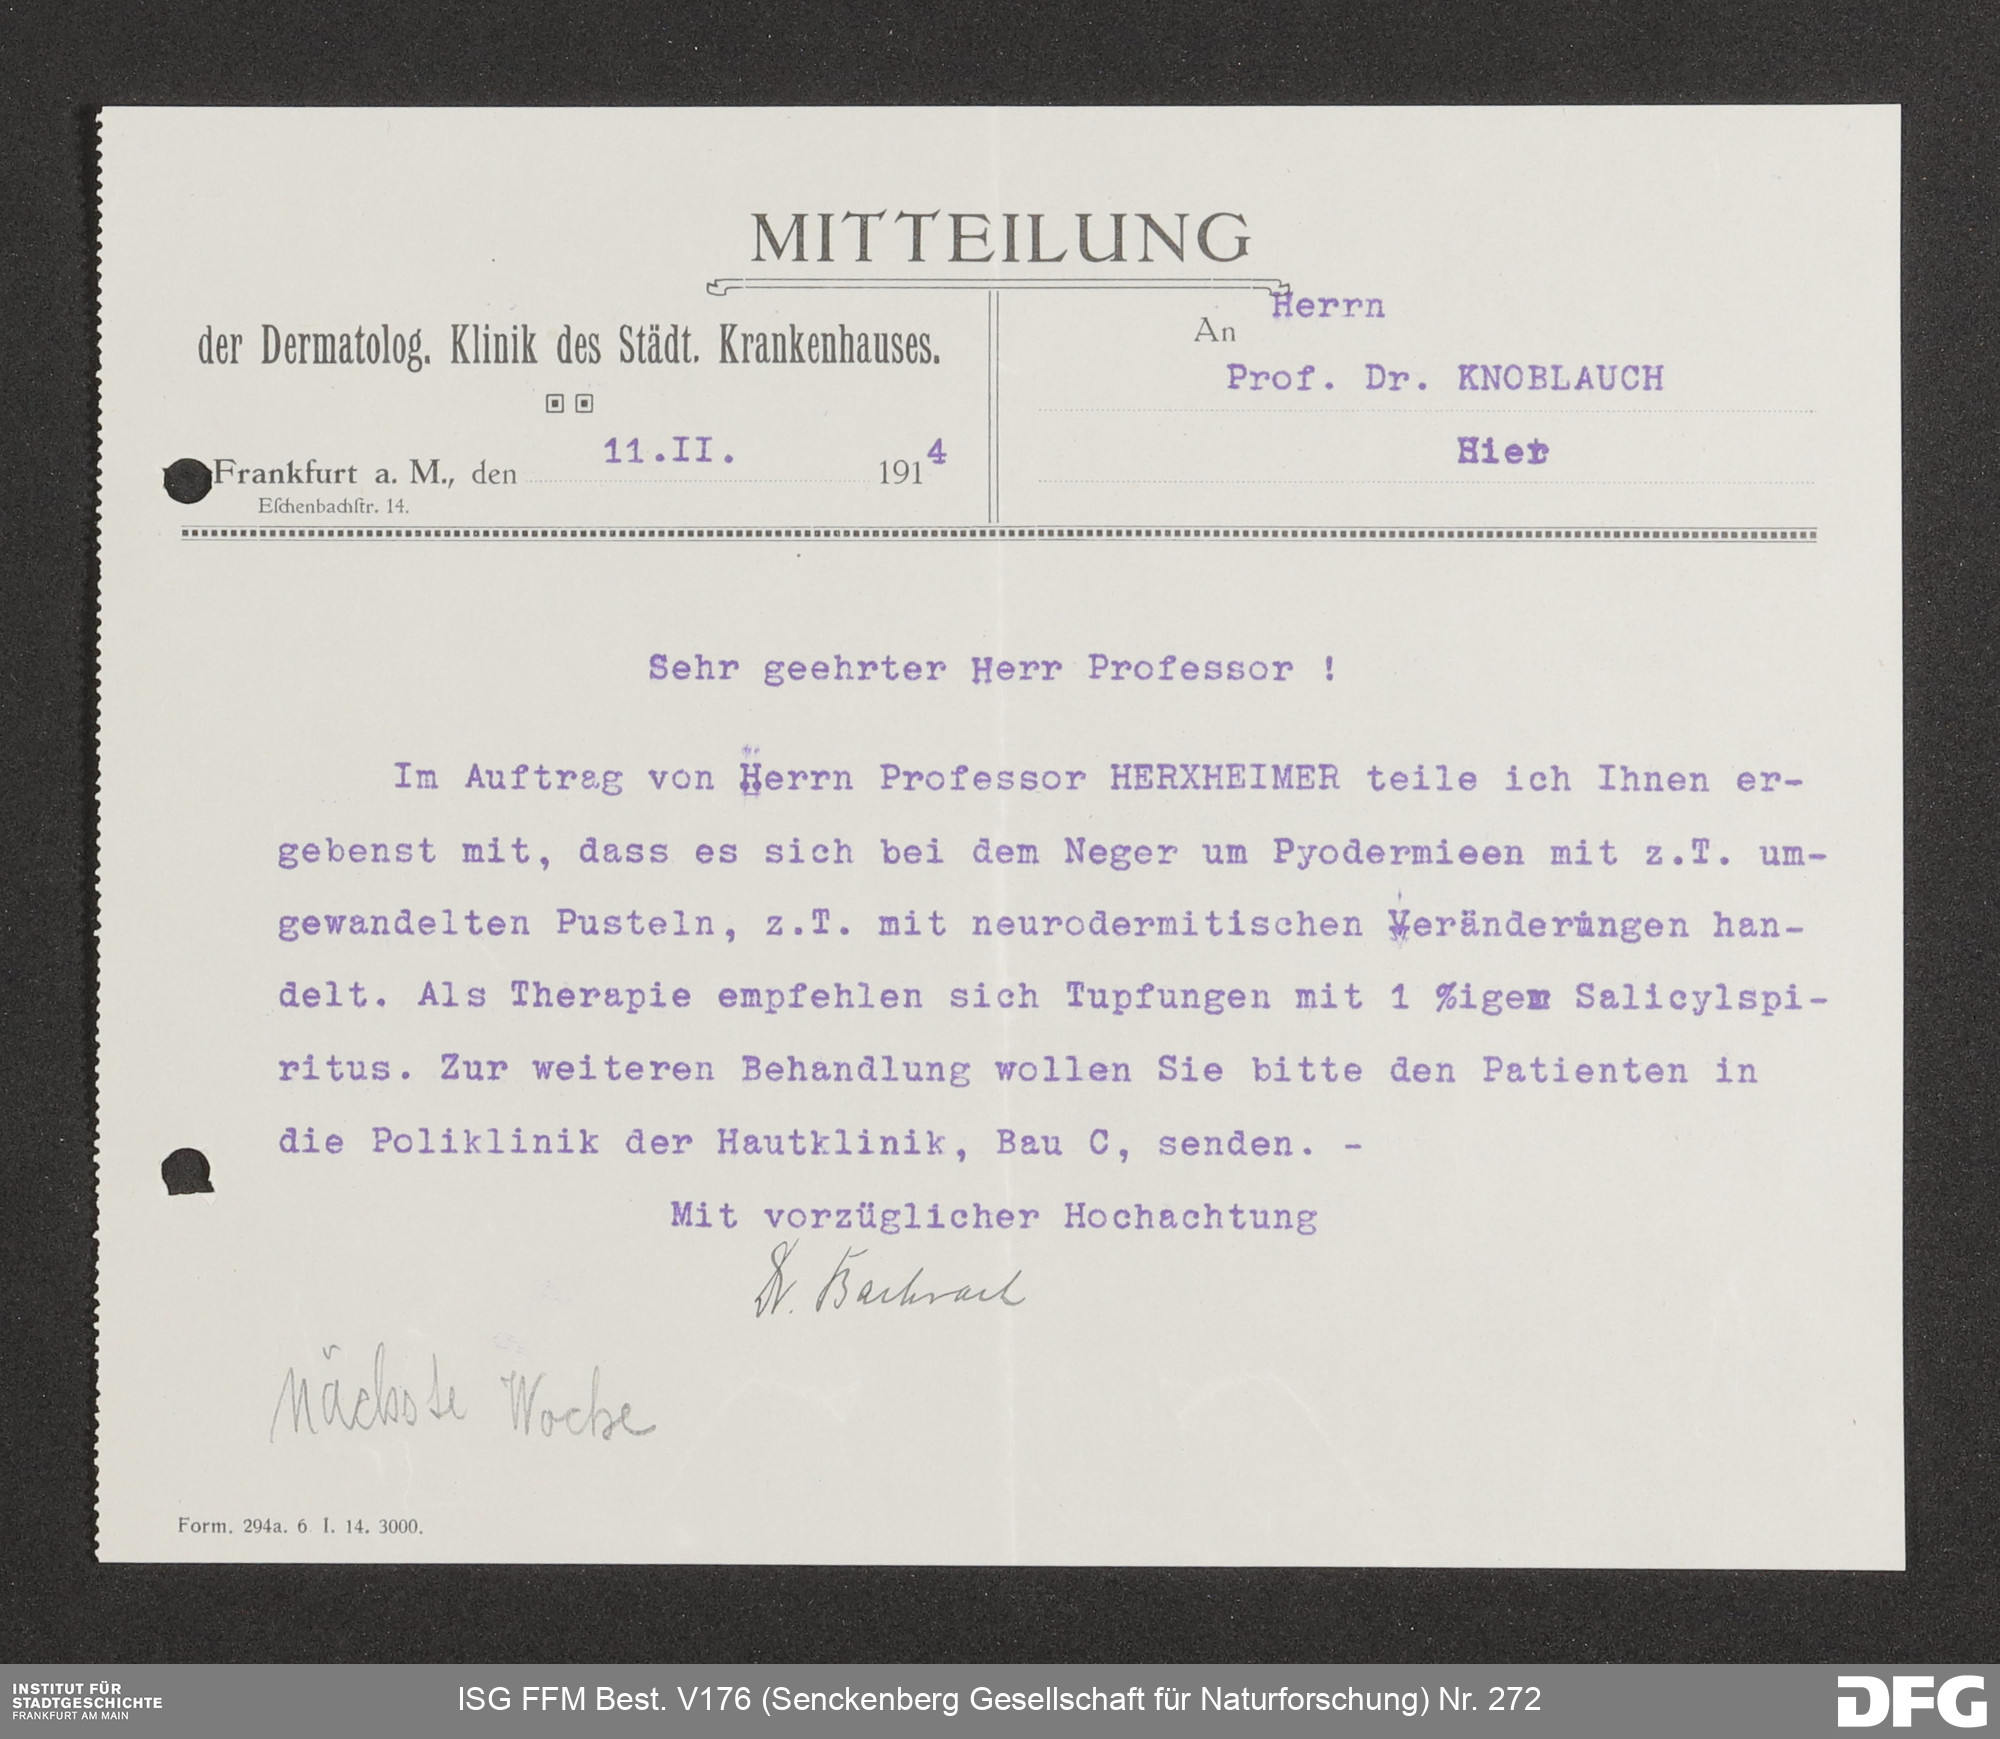 MITTEILUNG
der Dermatolog. Klinik des Städt. Krankenhauses.
Frankfurt a. M., den 11.II. 1914
Eschenbachstr. 14.
An Herrn
Prof. Dr. KNOBLAUCH
Hier
Sehr geehrter Herr Professor !
Im Auftrag von Herrn Professor HERXHEIMER teile ich Ihnen er-
gebenst mit, dass es sich bei dem Neger um Pyodermieen mit z.T. um-
gewandelten Pusteln, z.T. mit neurodermitischen Veränderungen han-
delt. Als Therapie empfehlen sich Tupfungen mit 1 %igem Salicylspi-
ritus. Zur weiteren Behandlung wollen Sie bitte den Patienten in
die Poliklinik der Hautklinik, Bau C, senden. -
Mit vorzüglicher Hochachtung
Dr. Bachrach
Nächste Woche
Form. 294a. 6 I. 14. 3000.
INSTITUT FÜR
STADTGESCHICHTE
FRANKFURT AM MAIN
ISG FFM Best. V176 (Senckenberg Gesellschaft für Naturforschung) Nr. 272
DFG